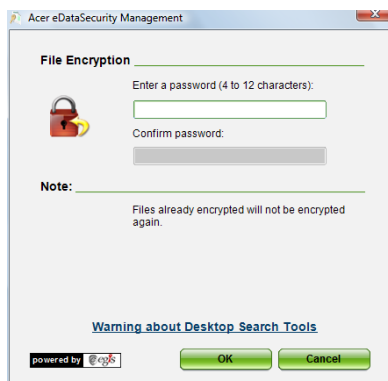 Acer eDataSecurity Management
File Encryption
Enter a password (4 to 12 characters):
Confirm password:
Note:
Files already encrypted will not be encrypted
again.
Warning about Desktop Search Tools
powered by egis
OK
Cancel